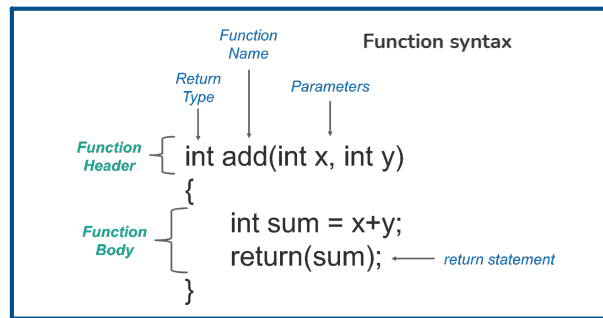 Function syntax
Function
Name
Return
Type
Parameters
Function
Header
int add(int x, int y)
{
Function
Body
int sum = x+y;
return(sum);
return statement
}